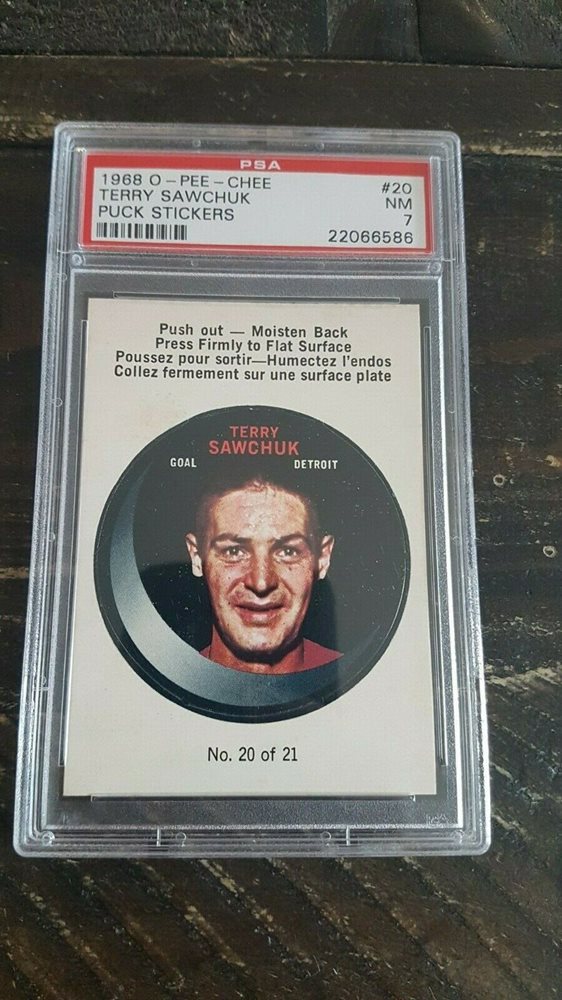 PSA
1968 O-PEE-CHEE #20
TERRY SAWCHUK NM
PUCK STICKERS 7
22066586
Push out — Moisten Back
Press Firmly to Flat Surface
Poussez pour sortir—Humectez l'endos
Collez fermement sur une surface plate
TERRY
SAWCHUK
GOAL DETROIT
No. 20 of 21